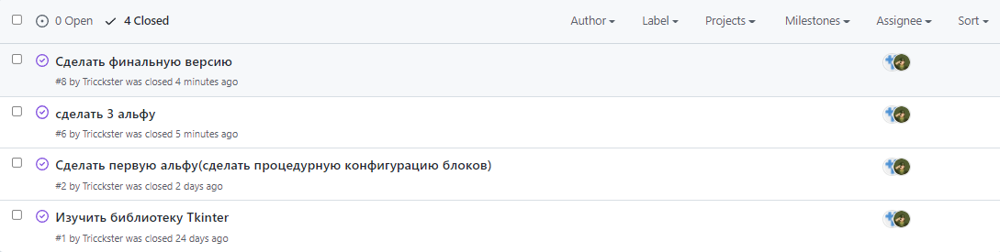 0 Open 4 Closed Author Label Projects Milestones Assignee Sort
Сделать финальную версию
#8 by Tricckster was closed 4 minutes ago
сделать 3 альфу
#6 by Tricckster was closed 5 minutes ago
Сделать первую альфу(сделать процедурную конфигурацию блоков)
#2 by Tricckster was closed 2 days ago
Изучить библиотеку Tkinter
#1 by Tricckster was closed 24 days ago